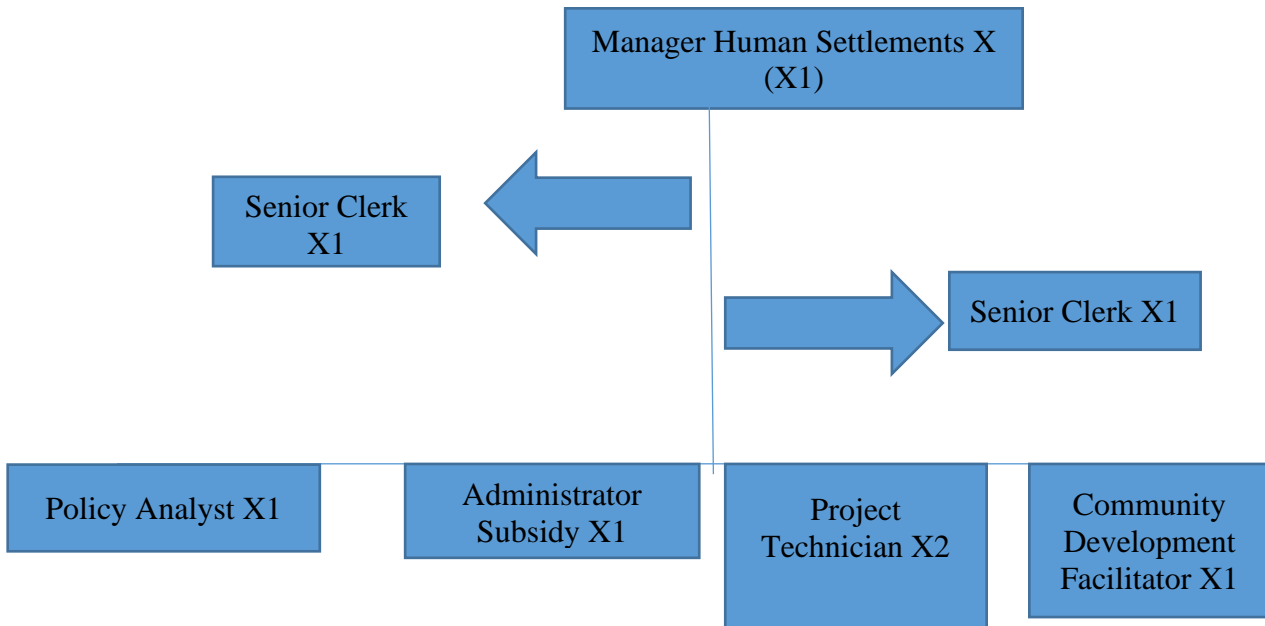 Manager Human Settlements X
(X1)
Senior Clerk
X1
Senior Clerk X1
Policy Analyst X1
Administrator
Subsidy X1
Project
Technician X2
Community
Development
Facilitator X1